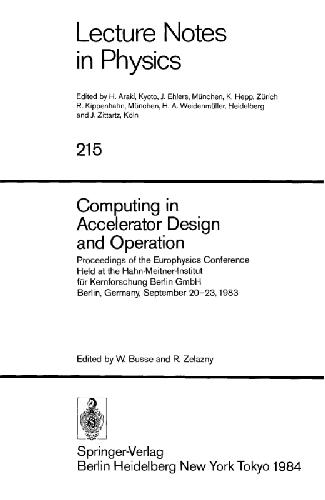 Lecture Notes
in Physics
Edited by H. Araki, Kyoto, J. Ehlers, München, K. Hepp, Zürich
R. Kippenhahn, München, H. A. Weidenmüller, Heidelberg
and J. Zittartz, Köln
215
Computing in
Accelerator Design
and Operation
Proceedings of the Europhysics Conference
Held at the Hahn-Meitner-Institut
für Kernforschung Berlin GmbH
Berlin, Germany, September 20–23, 1983
Edited by W. Busse and R. Zelazny
Springer-Verlag
Berlin Heidelberg New York Tokyo 1984